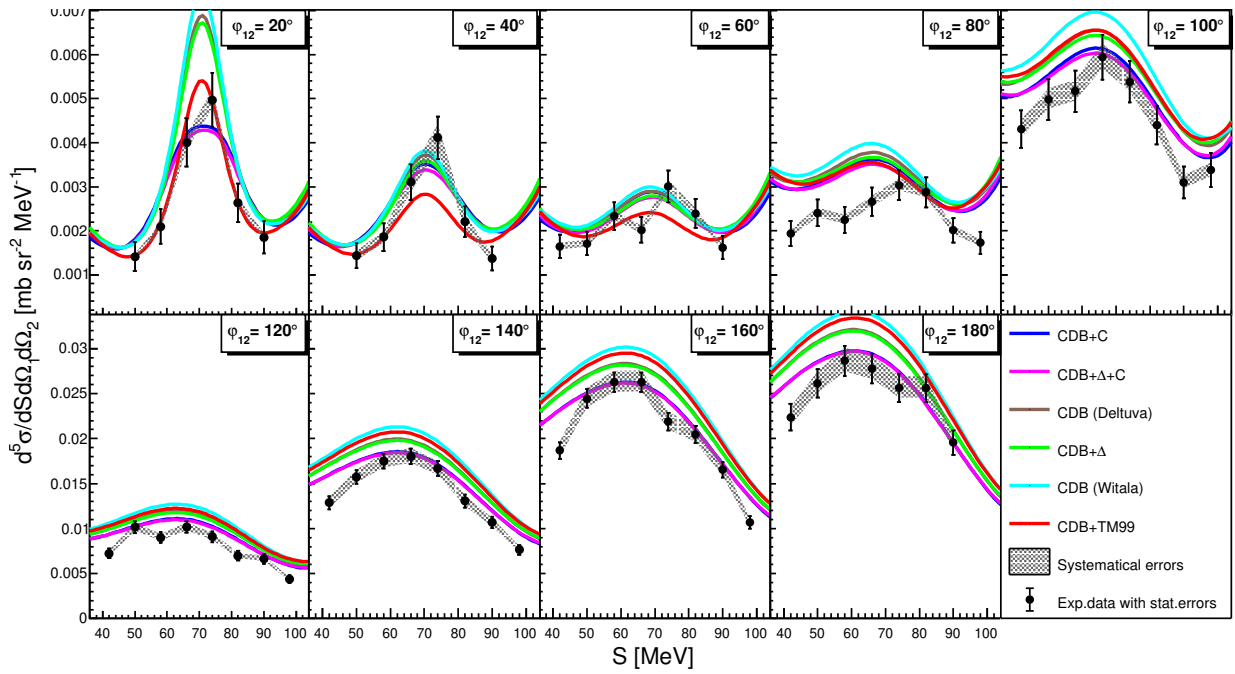 0.007
0.006
0.005
0.004
0.003
0.002
0.001
φ12= 20°
φ12= 40°
φ12= 60°
φ12= 80°
φ12= 100°
d⁵σ/dSdΩ1dΩ2 [mb sr⁻² MeV⁻¹]
0.03
0.025
0.02
0.015
0.01
0.005
0
φ12= 120°
φ12= 140°
φ12= 160°
φ12= 180°
CDB+C
CDB+Δ+C
CDB (Deltuva)
CDB+Δ
CDB (Witala)
CDB+TM99
Systematical errors
Exp.data with stat.errors
40 50 60 70 80 90 100
40 50 60 70 80 90 100
40 50 60 70 80 90 100
40 50 60 70 80 90 100
S [MeV]